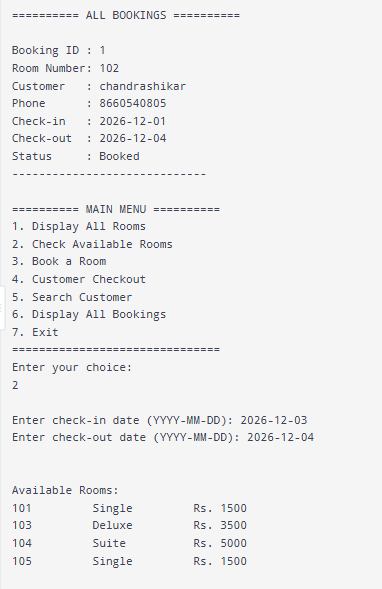 ========== ALL BOOKINGS ==========
Booking ID : 1
Room Number: 102
Customer   : chandrashikar
Phone      : 8660540805
Check-in   : 2026-12-01
Check-out  : 2026-12-04
Status     : Booked
-----------------------------
========== MAIN MENU ==========
1. Display All Rooms
2. Check Available Rooms
3. Book a Room
4. Customer Checkout
5. Search Customer
6. Display All Bookings
7. Exit
===============================
Enter your choice:
2
Enter check-in date (YYYY-MM-DD): 2026-12-03
Enter check-out date (YYYY-MM-DD): 2026-12-04
Available Rooms:
101         Single         Rs. 1500
103         Deluxe         Rs. 3500
104         Suite          Rs. 5000
105         Single         Rs. 1500